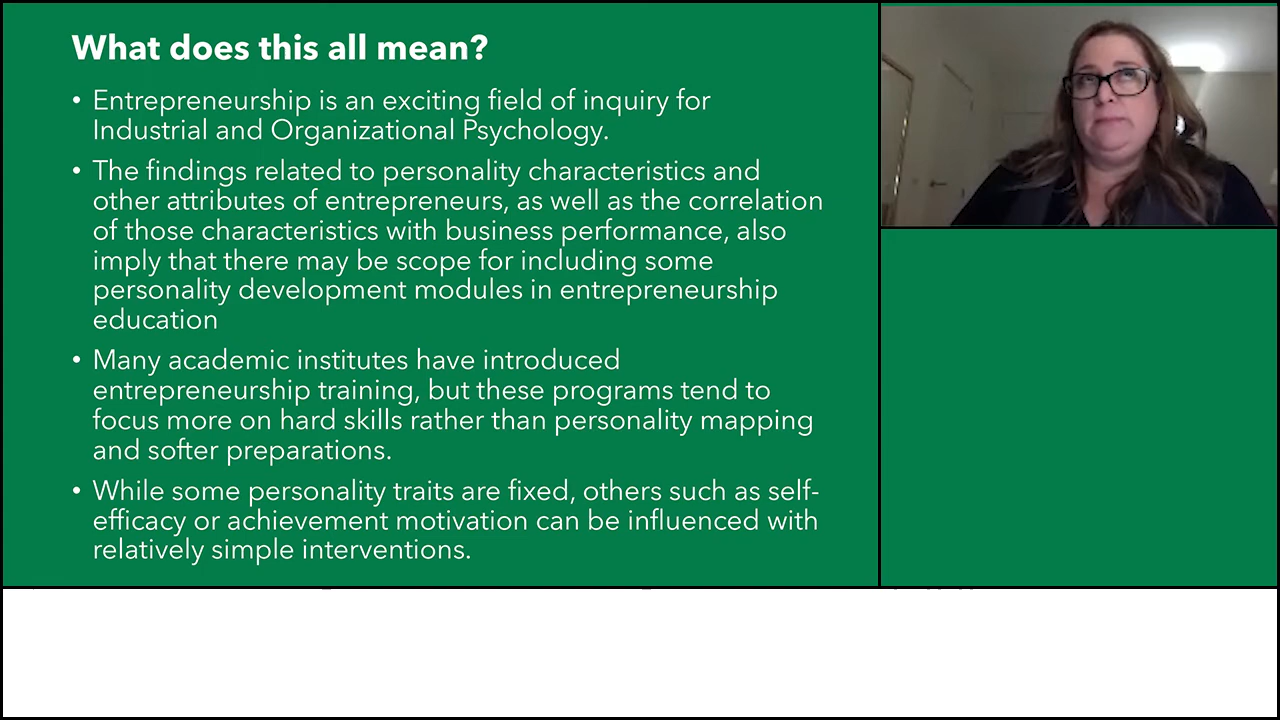 What does this all mean?
• Entrepreneurship is an exciting field of inquiry for
Industrial and Organizational Psychology.
• The findings related to personality characteristics and
other attributes of entrepreneurs, as well as the correlation
of those characteristics with business performance, also
imply that there may be scope for including some
personality development modules in entrepreneurship
education
• Many academic institutes have introduced
entrepreneurship training, but these programs tend to
focus more on hard skills rather than personality mapping
and softer preparations.
• While some personality traits are fixed, others such as self-
efficacy or achievement motivation can be influenced with
relatively simple interventions.